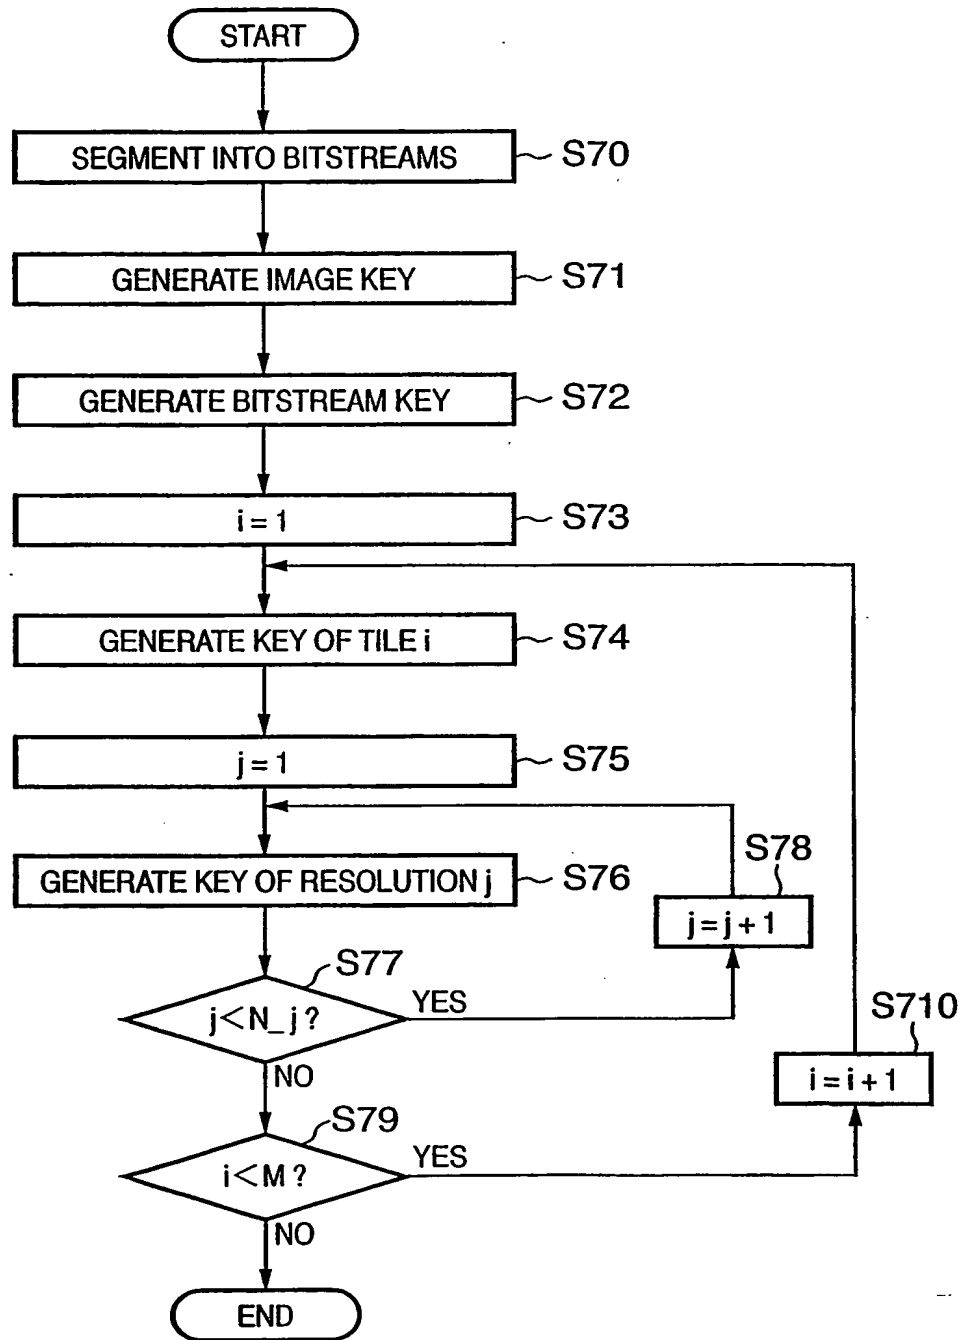 START
SEGMENT INTO BITSTREAMS S70
GENERATE IMAGE KEY S71
GENERATE BITSTREAM KEY S72
i = 1 S73
GENERATE KEY OF TILE i S74
j = 1 S75
S78
GENERATE KEY OF RESOLUTION j S76
j = j + 1
S77
j < N_j ? YES
S710
NO
i = i + 1
S79
i < M ? YES
NO
END